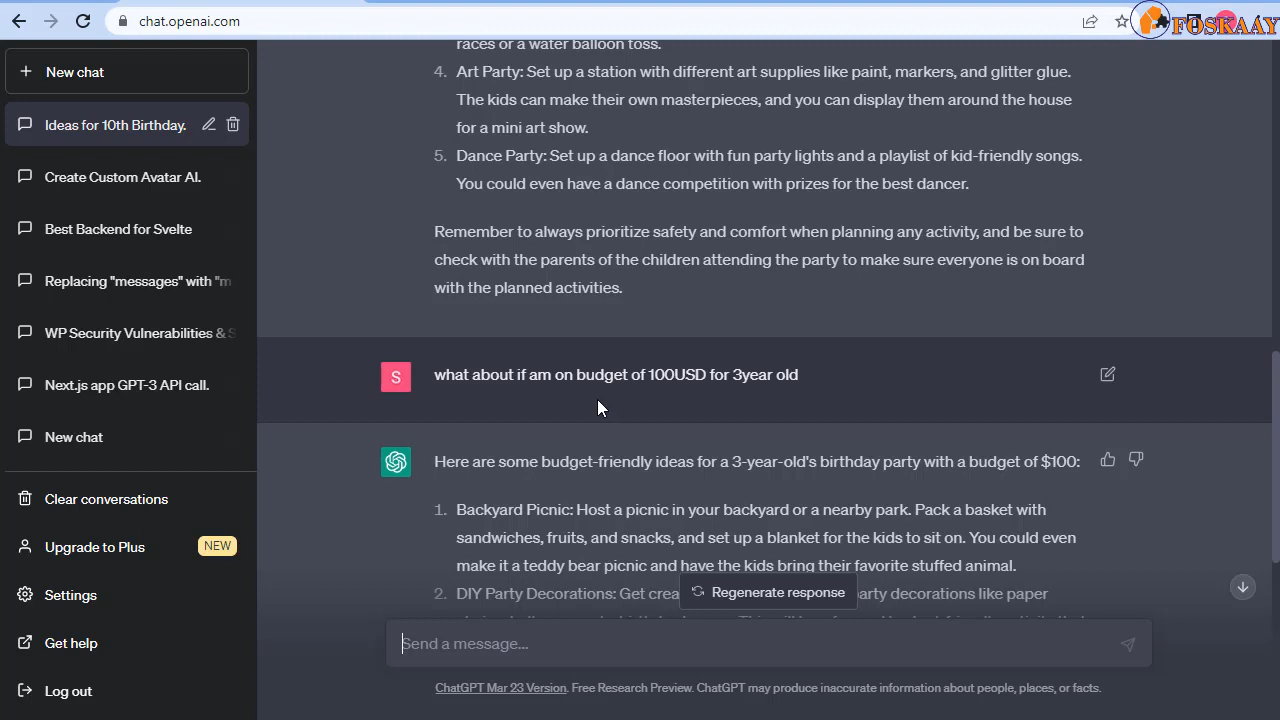 chat.openai.com
FOSKAAY
New chat
Ideas for 10th Birthday.
Create Custom Avatar AI.
Best Backend for Svelte
Replacing "messages" with "m
WP Security Vulnerabilities & S
Next.js app GPT-3 API call.
New chat
Clear conversations
Upgrade to Plus NEW
Settings
Get help
Log out
races or a water balloon toss.
4. Art Party: Set up a station with different art supplies like paint, markers, and glitter glue.
The kids can make their own masterpieces, and you can display them around the house
for a mini art show.
5. Dance Party: Set up a dance floor with fun party lights and a playlist of kid-friendly songs.
You could even have a dance competition with prizes for the best dancer.
Remember to always prioritize safety and comfort when planning any activity, and be sure to
check with the parents of the children attending the party to make sure everyone is on board
with the planned activities.
S what about if am on budget of 100USD for 3year old
Here are some budget-friendly ideas for a 3-year-old's birthday party with a budget of $100:
1. Backyard Picnic: Host a picnic in your backyard or a nearby park. Pack a basket with
sandwiches, fruits, and snacks, and set up a blanket for the kids to sit on. You could even
make it a teddy bear picnic and have the kids bring their favorite stuffed animal.
2. DIY Party Decorations: Get crea party decorations like paper
Regenerate response
Send a message...
ChatGPT Mar 23 Version. Free Research Preview. ChatGPT may produce inaccurate information about people, places, or facts.